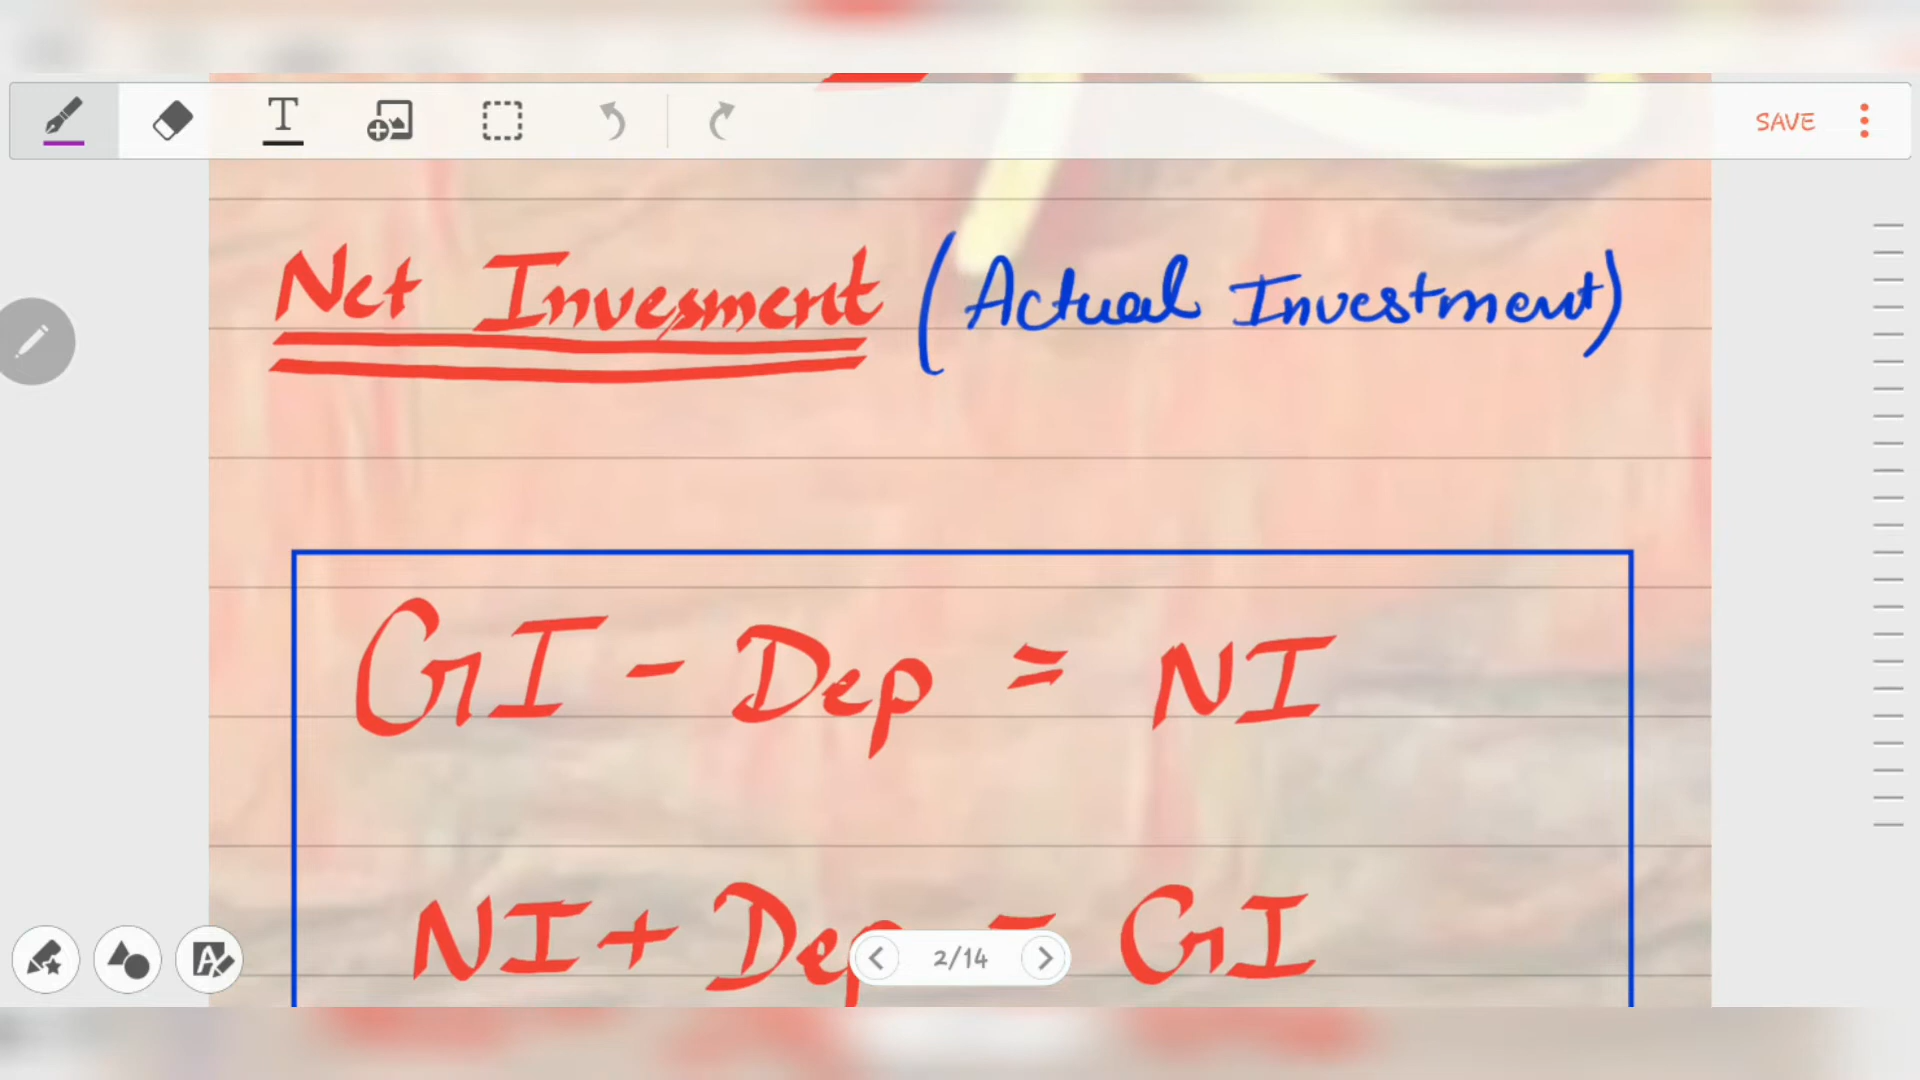 T SAVE
Net Invesment (Actual Investment)
GI - Dep = NI
NI + Dep = GI
2/14